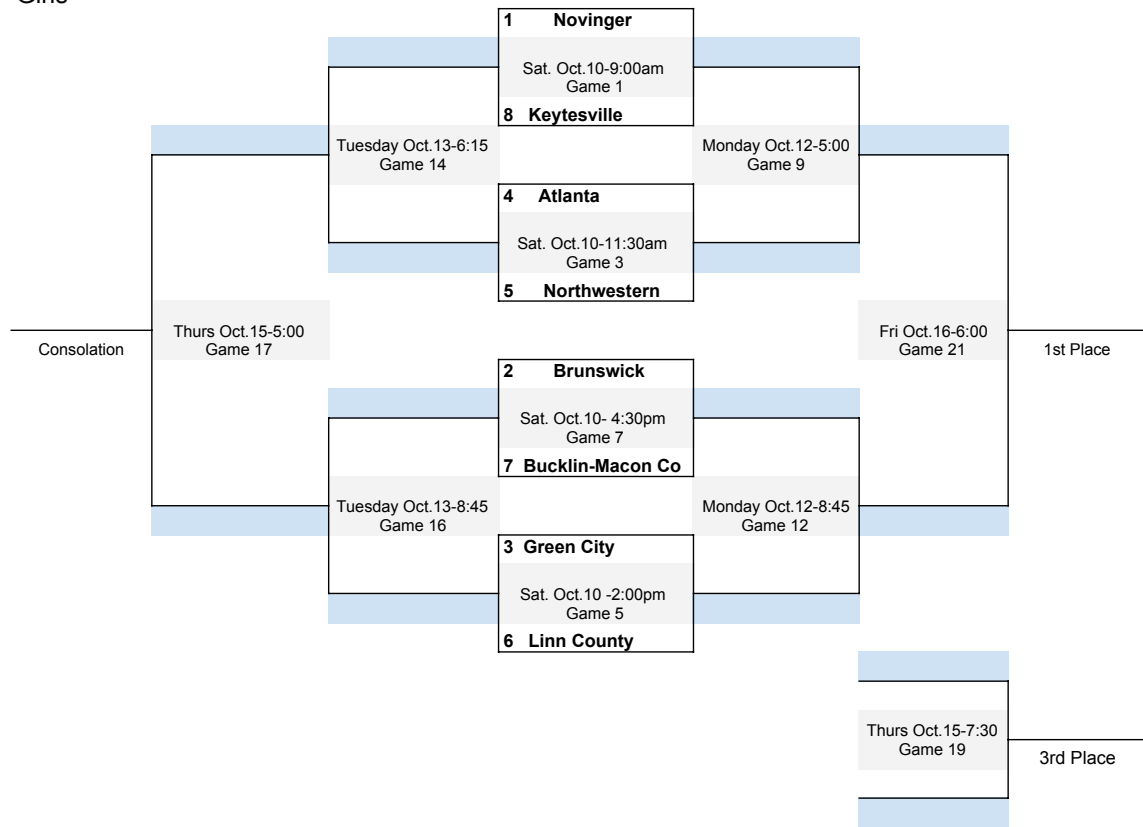 Girls
1 Novinger
Sat. Oct.10-9:00am
Game 1
8 Keytesville
Tuesday Oct.13-6:15
Game 14
Monday Oct.12-5:00
Game 9
4 Atlanta
Sat. Oct.10-11:30am
Game 3
5 Northwestern
Thurs Oct.15-5:00
Game 17
Consolation
Fri Oct.16-6:00
Game 21
1st Place
2 Brunswick
Sat. Oct.10- 4:30pm
Game 7
7 Bucklin-Macon Co
Tuesday Oct.13-8:45
Game 16
Monday Oct.12-8:45
Game 12
3 Green City
Sat. Oct.10 -2:00pm
Game 5
6 Linn County
Thurs Oct.15-7:30
Game 19
3rd Place